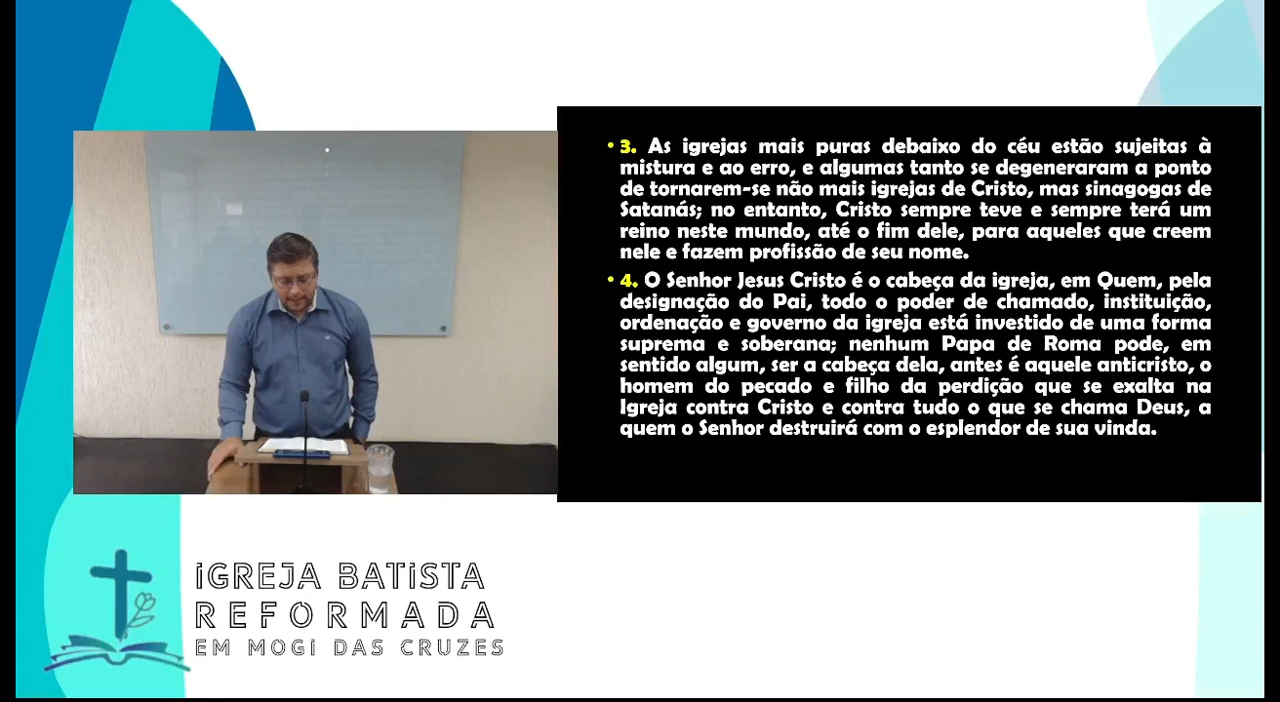 • 3. As igrejas mais puras debaixo do céu estão sujeitas à
mistura e ao erro, e algumas tanto se degeneraram a ponto
de tornarem-se não mais igrejas de Cristo, mas sinagogas de
Satanás; no entanto, Cristo sempre teve e sempre terá um
reino neste mundo, até o fim dele, para aqueles que creem
nele e fazem profissão de seu nome.
• 4. O Senhor Jesus Cristo é o cabeça da igreja, em Quem, pela
designação do Pai, todo o poder de chamado, instituição,
ordenação e governo da igreja está investido de uma forma
suprema e soberana; nenhum Papa de Roma pode, em
sentido algum, ser a cabeça dela, antes é aquele anticristo, o
homem do pecado e filho da perdição que se exalta na
Igreja contra Cristo e contra tudo o que se chama Deus, a
quem o Senhor destruirá com o esplendor de sua vinda.
IGREJA BATISTA
REFORMADA
EM MOGI DAS CRUZES